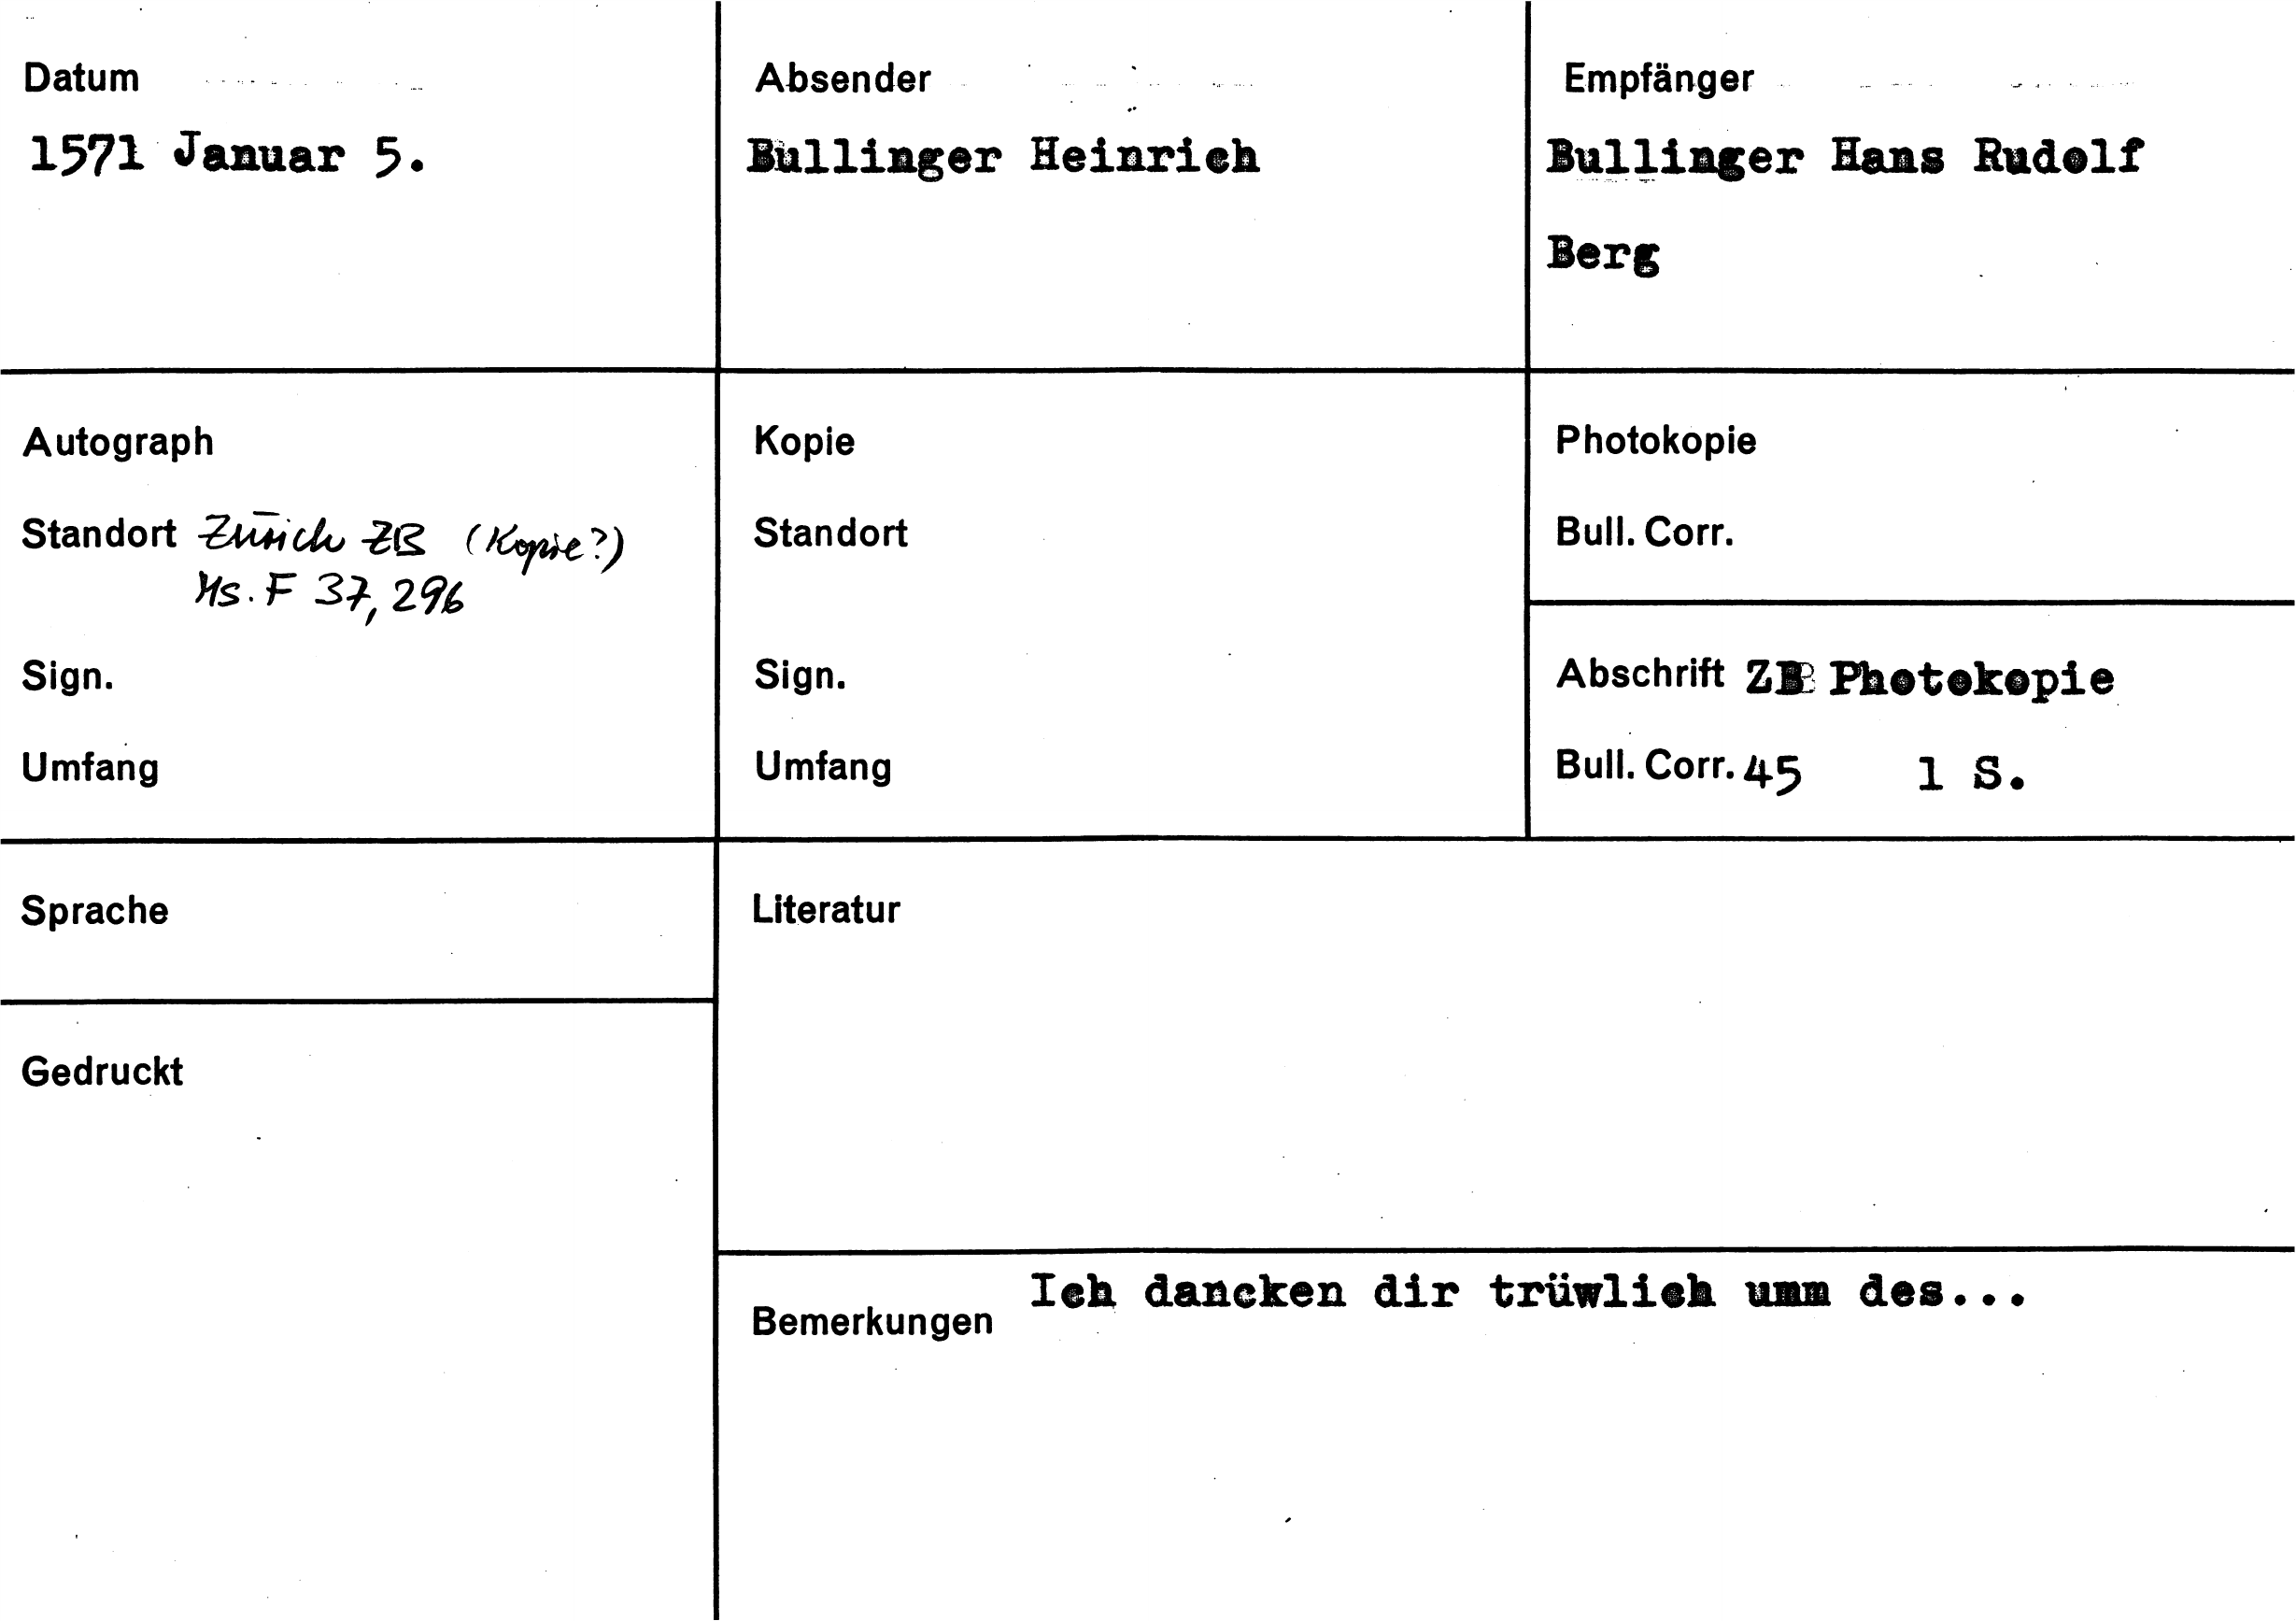 Datum
1571 Januar 5.
Absender
Bullinger Heinrich
Empfänger
Bullinger Hans Rudolf
Berg
Autograph
Standort Zürich ZB (Kopie?)
Ms. F 37, 296
Sign.
Umfang
Kopie
Standort
Sign.
Umfang
Photokopie
Bull. Corr.
Abschrift ZB Photokopie
Bull. Corr. 45 1 S.
Sprache
Gedruckt
Literatur
Bemerkungen Ich dancken dir trüwlich umm des...